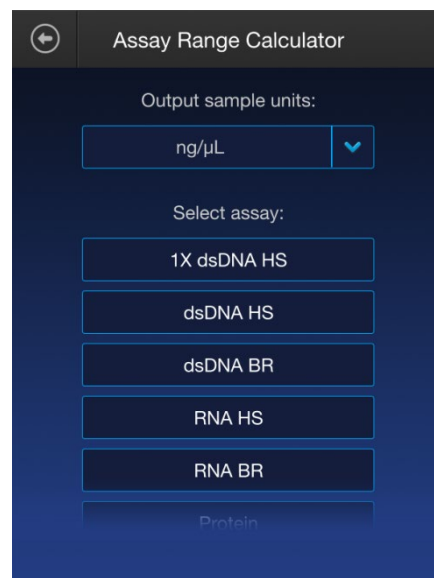 Assay Range Calculator
Output sample units:
ng/μL
Select assay:
1X dsDNA HS
dsDNA HS
dsDNA BR
RNA HS
RNA BR
Protein